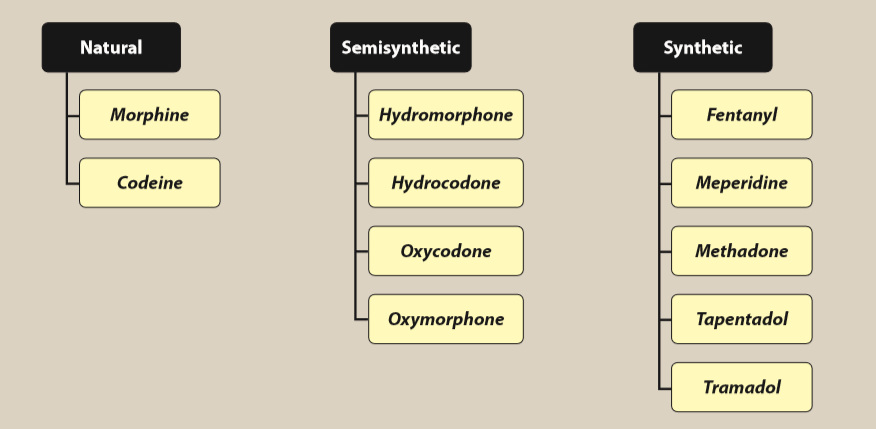 Natural
Morphine
Codeine
Semisynthetic
Hydromorphone
Hydrocodone
Oxycodone
Oxymorphone
Synthetic
Fentanyl
Meperidine
Methadone
Tapentadol
Tramadol